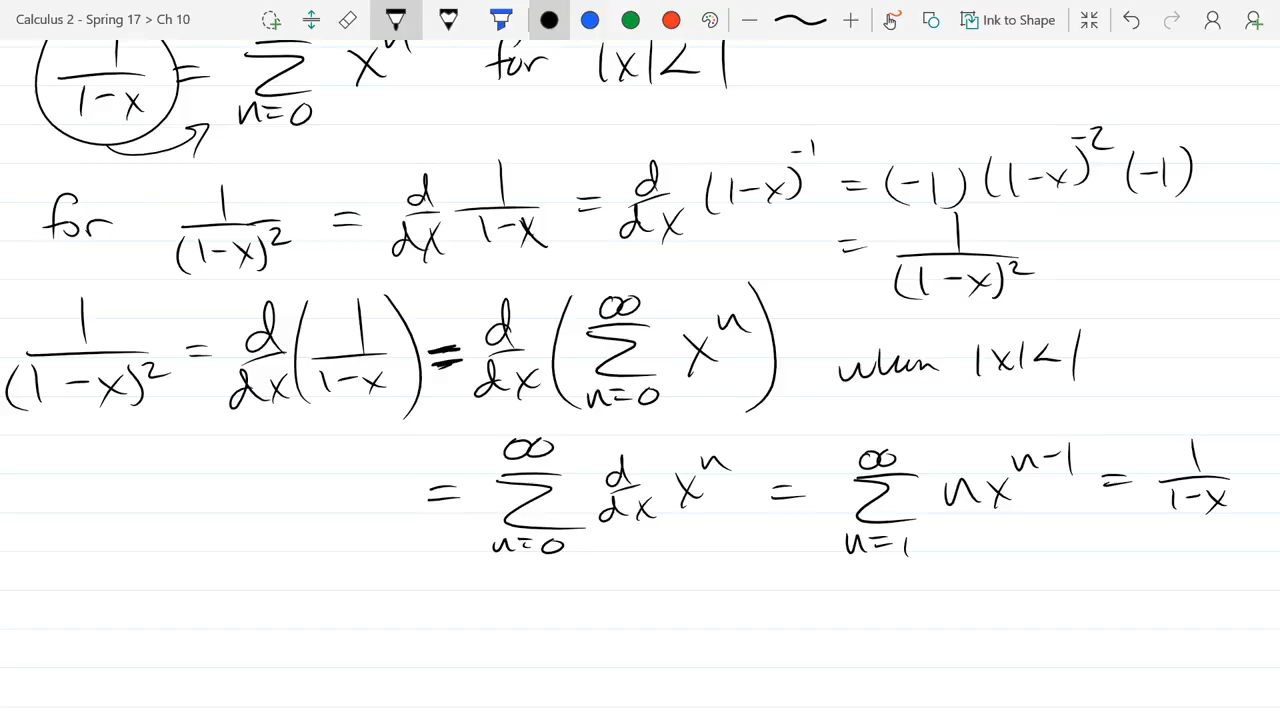 Calculus 2 - Spring 17 > Ch 10
Ink to Shape
1/(1-x) = ∑_{n=0} x^n for |x| < 1
for 1/(1-x)^2 = d/dx 1/(1-x) = d/dx (1-x)^{-1} = (-1)(1-x)^{-2}(-1)
= 1/(1-x)^2
1/(1-x)^2 = d/dx (1/(1-x)) = d/dx (∑_{n=0}^{∞} x^n) when |x| < 1
= ∑_{n=0}^{∞} d/dx x^n = ∑_{n=1}^{∞} nx^{n-1} = 1/(1-x)